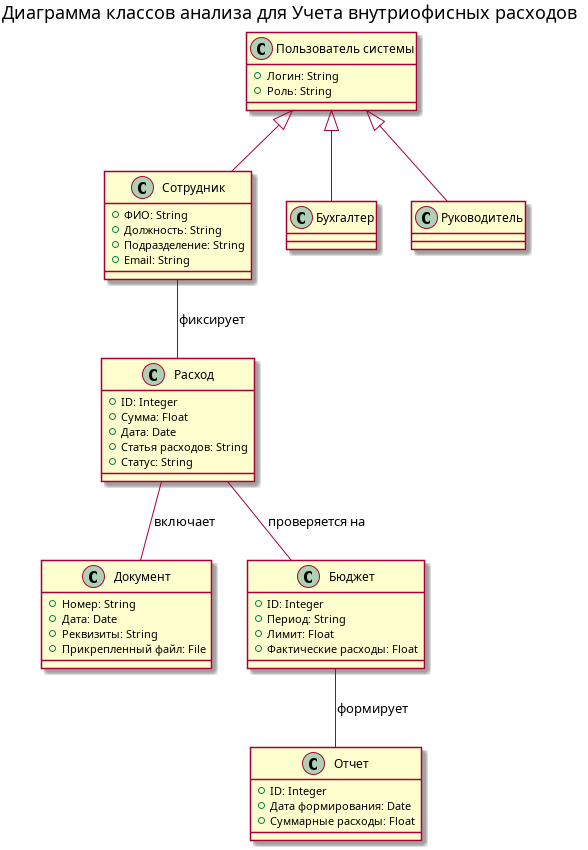 Диаграмма классов анализа для Учета внутриофисных расходов
C Пользователь системы
Логин: String
Роль: String
C Сотрудник
ФИО: String
Должность: String
Подразделение: String
Email: String
C Бухгалтер
C Руководитель
фиксирует
C Расход
ID: Integer
Сумма: Float
Дата: Date
Статья расходов: String
Статус: String
включает
проверяется на
C Документ
Номер: String
Дата: Date
Реквизиты: String
Прикрепленный файл: File
C Бюджет
ID: Integer
Период: String
Лимит: Float
Фактические расходы: Float
формирует
C Отчет
ID: Integer
Дата формирования: Date
Суммарные расходы: Float